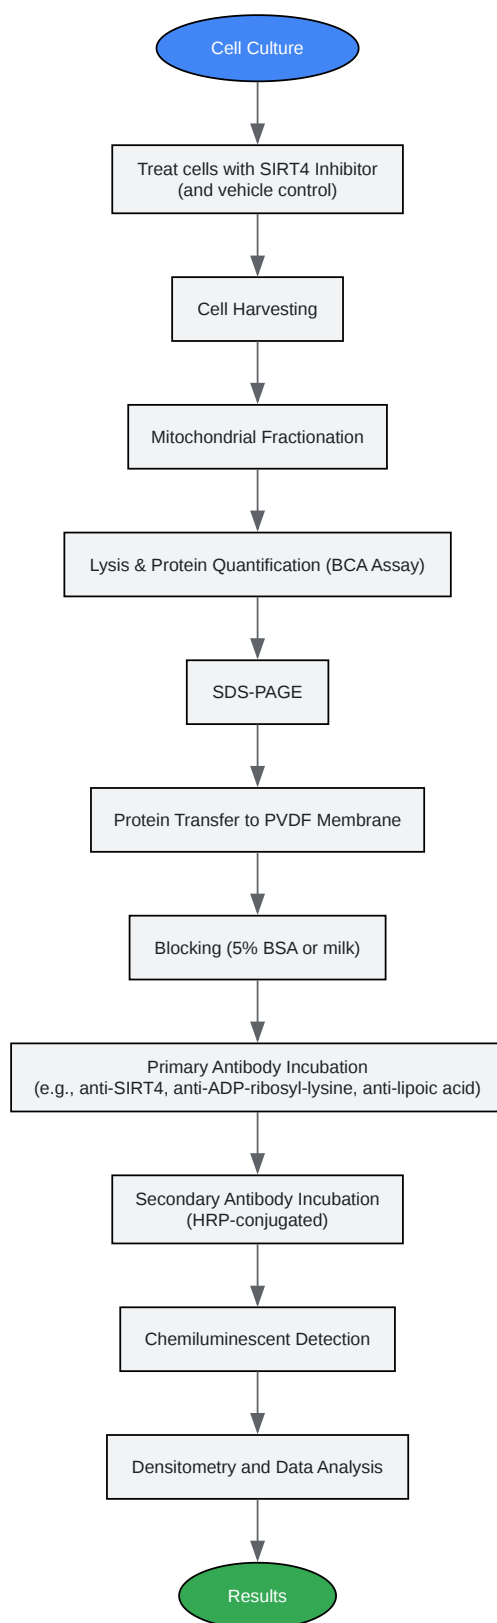 Cell Culture
Treat cells with SIRT4 Inhibitor
(and vehicle control)
Cell Harvesting
Mitochondrial Fractionation
Lysis & Protein Quantification (BCA Assay)
SDS-PAGE
Protein Transfer to PVDF Membrane
Blocking (5% BSA or milk)
Primary Antibody Incubation
(e.g., anti-SIRT4, anti-ADP-ribosyl-lysine, anti-lipoic acid)
Secondary Antibody Incubation
(HRP-conjugated)
Chemiluminescent Detection
Densitometry and Data Analysis
Results